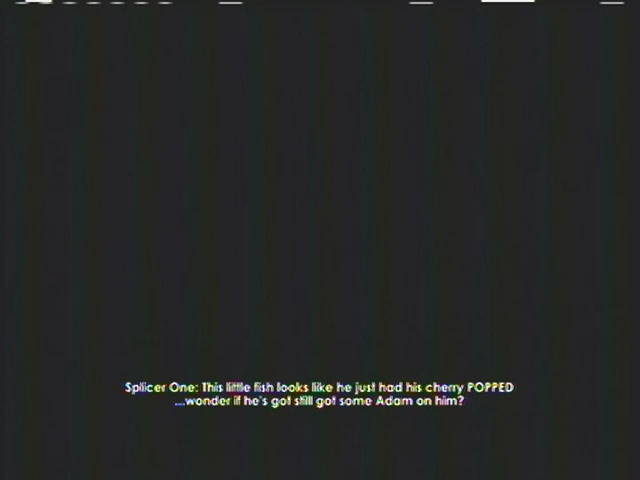 Splicer One: This little fish looks like he just had his cherry POPPED
...wonder if he's got still got some Adam on him?